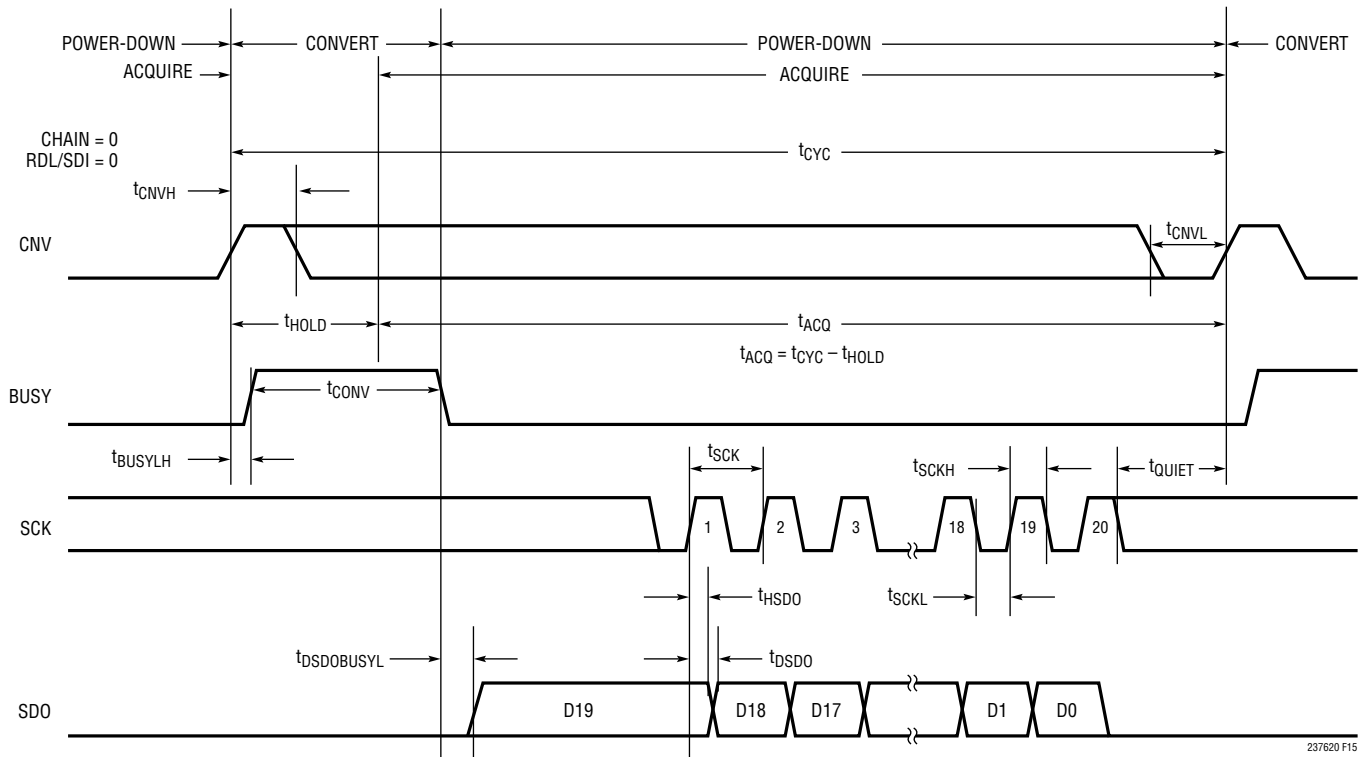 POWER-DOWN CONVERT POWER-DOWN CONVERT
ACQUIRE ACQUIRE
CHAIN = 0
RDL/SDI = 0
tCYC
tCNVH
CNV
tCNVL
tHOLD tACQ
tACQ = tCYC – tHOLD
BUSY
tCONV
tBUSYLH
tSCK tSCKH tQUIET
SCK
1 2 3 18 19 20
tHSDO tSCKL
tDSDOBUSYL tDSDO
SDO
D19 D18 D17 D1 D0
237620 F15